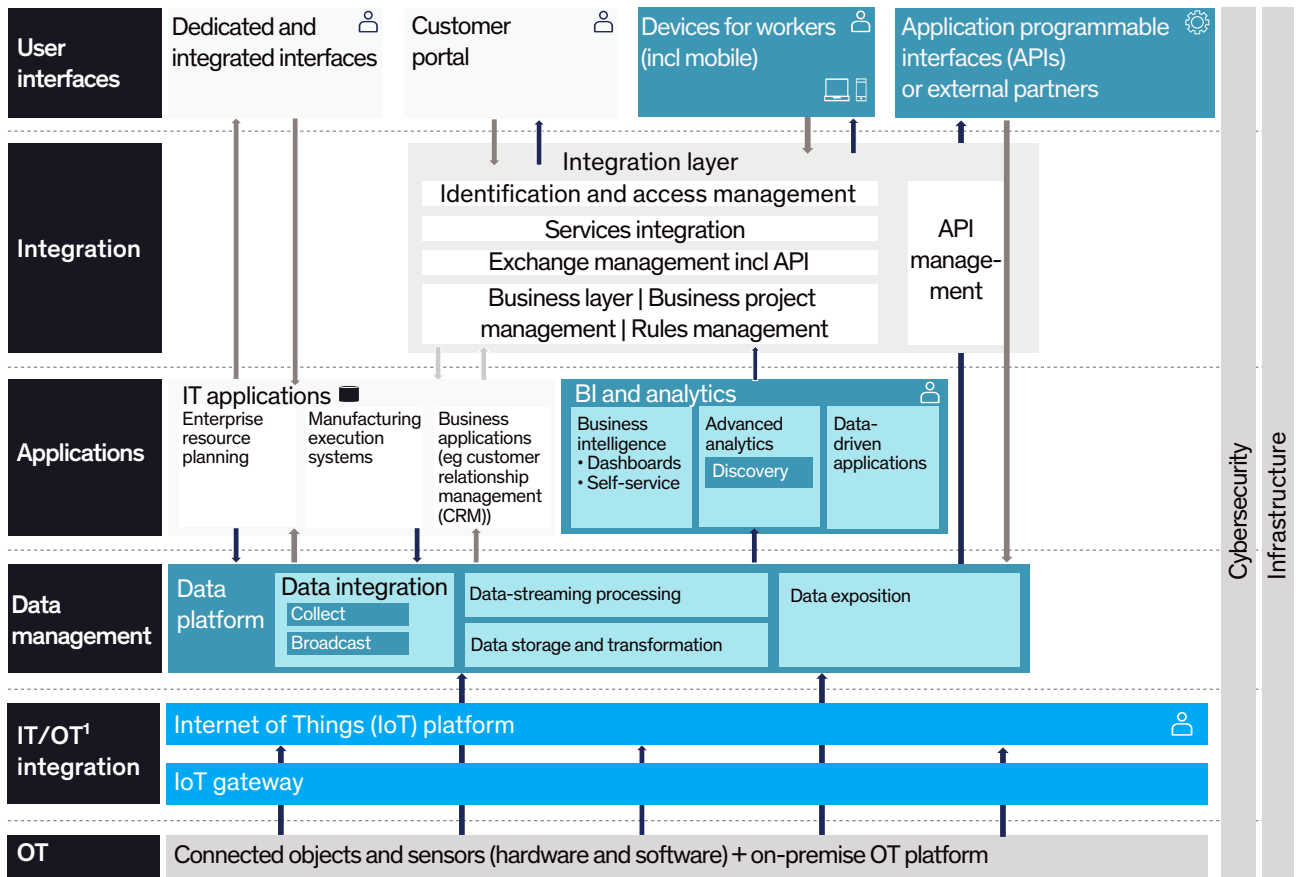 User
interfaces
Dedicated and
integrated interfaces
Customer
portal
Devices for workers
(incl mobile)
Application programmable
interfaces (APIs)
or external partners
Integration
Integration layer
Identification and access management
Services integration
Exchange management incl API
Business layer | Business project
management | Rules management
API
manage-
ment
Applications
IT applications
Enterprise
resource
planning
Manufacturing
execution
systems
Business
applications
(eg customer
relationship
management
(CRM))
BI and analytics
Business
intelligence
• Dashboards
• Self-service
Advanced
analytics
Discovery
Data-
driven
applications
Data
management
Data
platform
Data integration
Collect
Broadcast
Data-streaming processing
Data storage and transformation
Data exposition
IT/OT¹
integration
Internet of Things (IoT) platform
IoT gateway
OT
Connected objects and sensors (hardware and software) + on-premise OT platform
Cybersecurity
Infrastructure